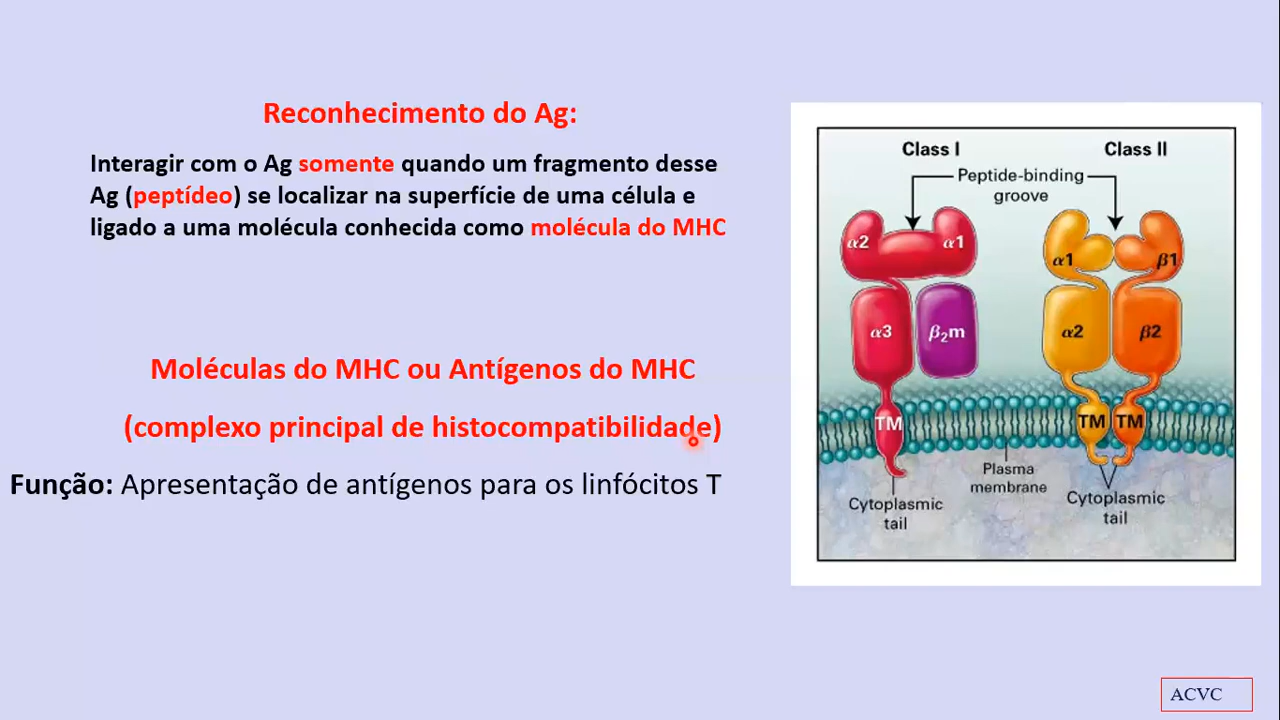 Reconhecimento do Ag:
Interagir com o Ag somente quando um fragmento desse
Ag (peptídeo) se localizar na superfície de uma célula e
ligado a uma molécula conhecida como molécula do MHC
Moléculas do MHC ou Antígenos do MHC
(complexo principal de histocompatibilidade)
Função: Apresentação de antígenos para os linfócitos T
Class I
Class II
Peptide-binding
groove
α2
α1
α1
β1
α3
β2m
α2
β2
TM
TM
TM
Plasma
membrane
Cytoplasmic
tail
Cytoplasmic
tail
ACVC